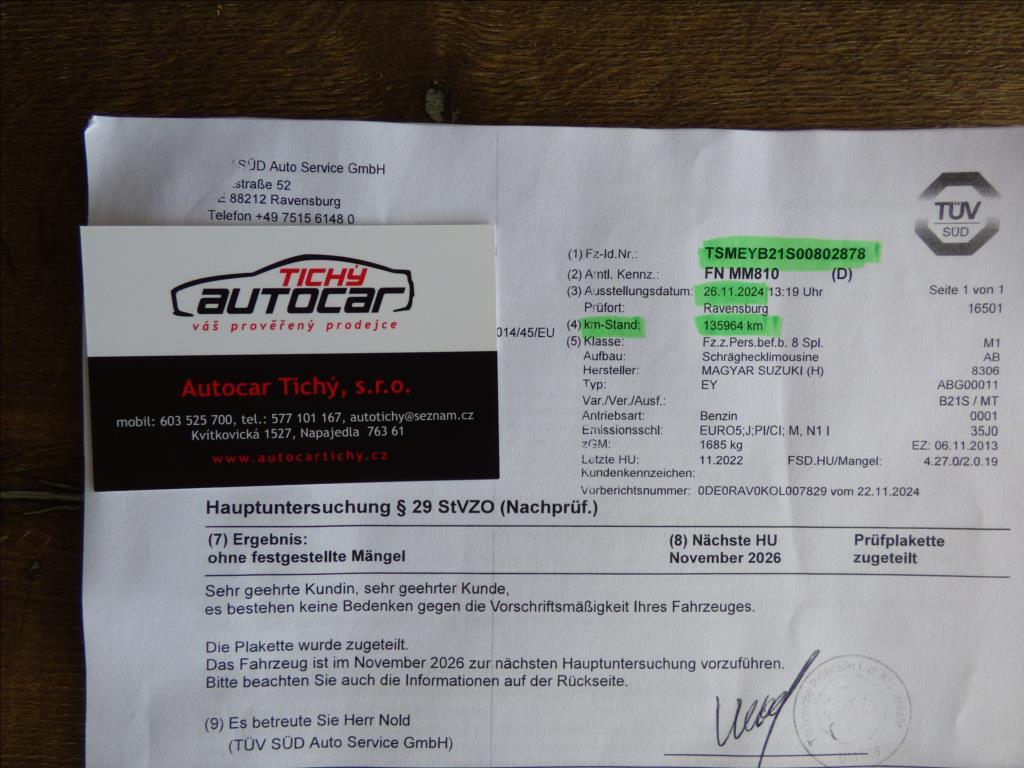 SÜD Auto Service GmbH
straße 52
88212 Ravensburg
Telefon +49 7515 6148 0
TÜV
SÜD
TICHÝ
autocar
váš prověřený prodejce
Autocar Tichý, s.r.o.
mobil: 603 525 700, tel.: 577 101 167, autotichy@seznam.cz
Kvítkovická 1527, Napajedla 763 61
www.autocartichy.cz
014/45/EU
(1) Fz-Id.Nr.: TSMEYB21S00802878
(2) Amtl. Kennz.: FN MM810 (D)
(3) Ausstellungsdatum: 26.11.2024 13:19 Uhr Seite 1 von 1
Prüfort: Ravensburg 16501
(4) km-Stand: 135964 km
(5) Klasse: Fz.z.Pers.bef.b. 8 Spl. M1
Aufbau: Schräghecklimousine AB
Hersteller: MAGYAR SUZUKI (H) 8306
Typ: EY ABG00011
Var./Ver./Ausf.: B21S / MT
Antriebsart: Benzin 0001
Emissionsschl: EURO5;J;PI/CI; M, N1 I 35J0
zGM: 1685 kg EZ: 06.11.2013
Letzte HU: 11.2022 FSD.HU/Mangel: 4.27.0/2.0.19
Kundenkennzeichen:
Vorberichtsnummer: 0DE0RAV0KOL007829 vom 22.11.2024
Hauptuntersuchung § 29 StVZO (Nachprüf.)
(7) Ergebnis: (8) Nächste HU Prüfplakette
ohne festgestellte Mängel November 2026 zugeteilt
Sehr geehrte Kundin, sehr geehrter Kunde,
es bestehen keine Bedenken gegen die Vorschriftsmäßigkeit Ihres Fahrzeuges.
Die Plakette wurde zugeteilt.
Das Fahrzeug ist im November 2026 zur nächsten Hauptuntersuchung vorzuführen.
Bitte beachten Sie auch die Informationen auf der Rückseite.
(9) Es betreute Sie Herr Nold
(TÜV SÜD Auto Service GmbH)